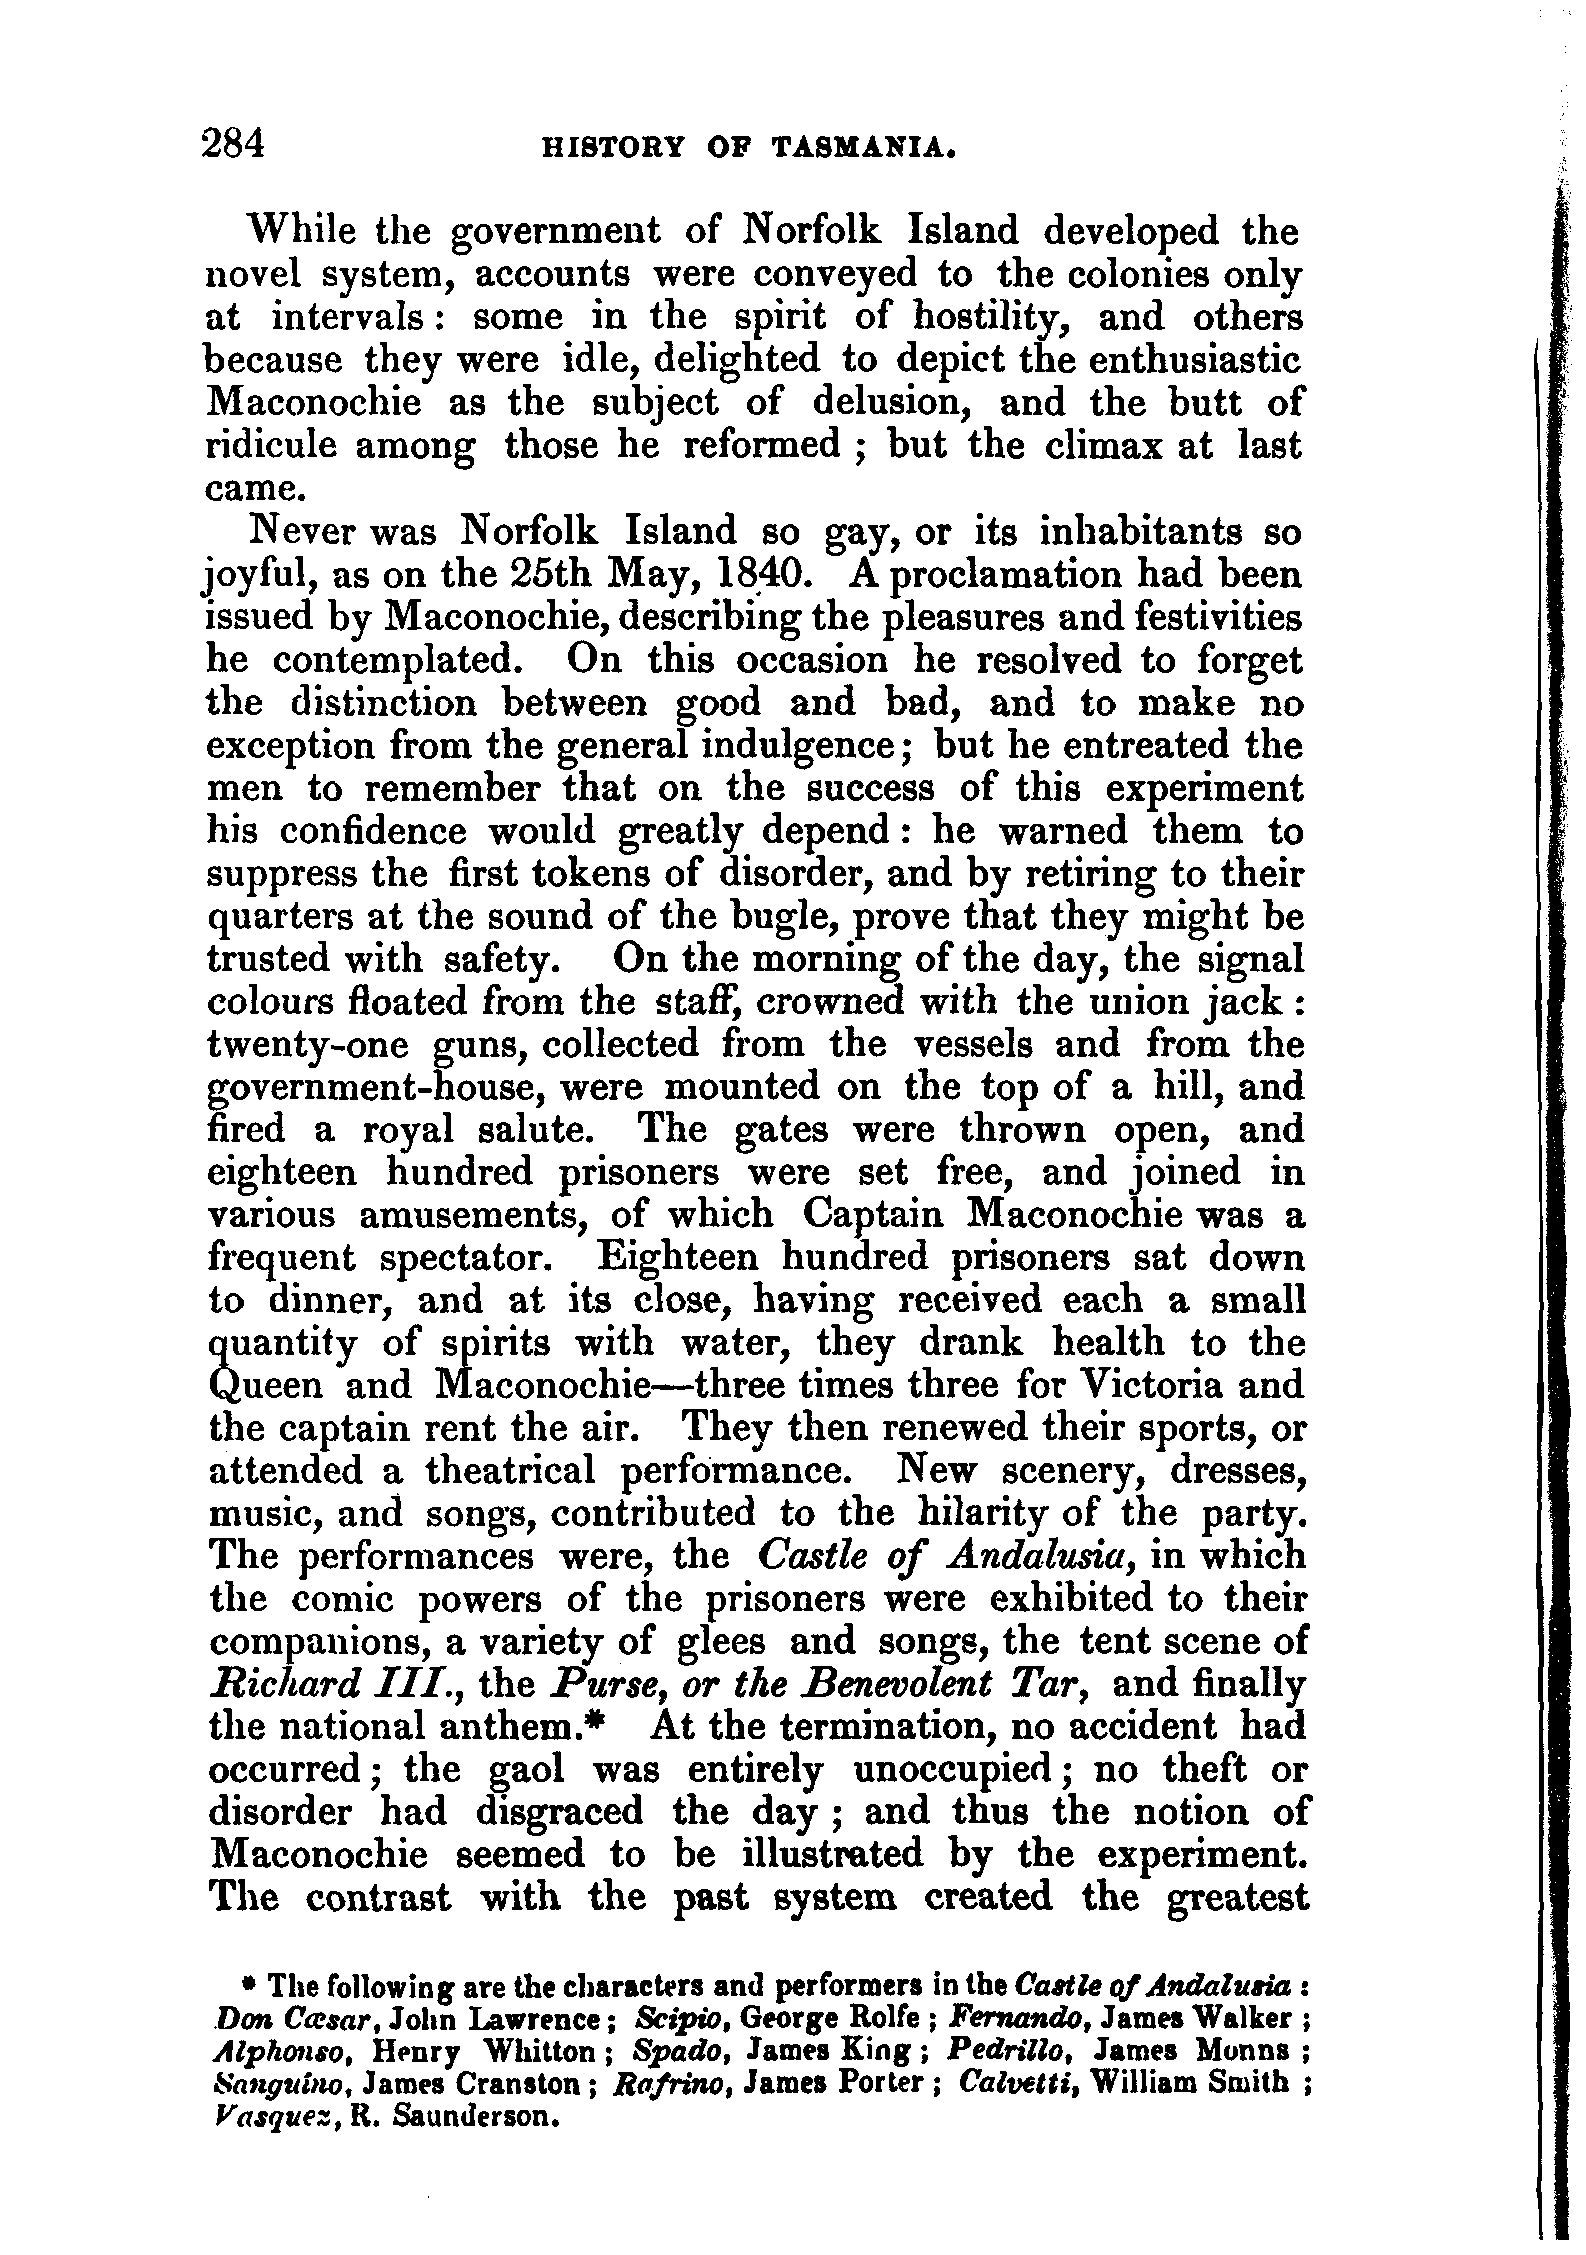 284 HISTORY OF TASMANIA.
While the government of Norfolk Island developed the
novel system, accounts were conveyed to the colonies only
at intervals : some in the spirit of hostility, and others
because they were idle, delighted to depict the enthusiastic
Maconochie as the subject of delusion, and the butt of
ridicule among those he reformed ; but the climax at last
came.
Never was Norfolk Island so gay, or its inhabitants so
joyful, as on the 25th May, 1840. A proclamation had been
issued by Maconochie, describing the pleasures and festivities
he contemplated. On this occasion he resolved to forget
the distinction between good and bad, and to make no
exception from the general indulgence; but he entreated the
men to remember that on the success of this experiment
his confidence would greatly depend : he warned them to
suppress the first tokens of disorder, and by retiring to their
quarters at the sound of the bugle, prove that they might be
trusted with safety. On the morning of the day, the signal
colours floated from the staff, crowned with the union jack :
twenty-one guns, collected from the vessels and from the
government-house, were mounted on the top of a hill, and
fired a royal salute. The gates were thrown open, and
eighteen hundred prisoners were set free, and joined in
various amusements, of which Captain Maconochie was a
frequent spectator. Eighteen hundred prisoners sat down
to dinner, and at its close, having received each a small
quantity of spirits with water, they drank health to the
Queen and Maconochie—three times three for Victoria and
the captain rent the air. They then renewed their sports, or
attended a theatrical performance. New scenery, dresses,
music, and songs, contributed to the hilarity of the party.
The performances were, the Castle of Andalusia, in which
the comic powers of the prisoners were exhibited to their
companions, a variety of glees and songs, the tent scene of
Richard III., the Purse, or the Benevolent Tar, and finally
the national anthem.* At the termination, no accident had
occurred ; the gaol was entirely unoccupied ; no theft or
disorder had disgraced the day ; and thus the notion of
Maconochie seemed to be illustrated by the experiment.
The contrast with the past system created the greatest
* The following are the characters and performers in the Castle of Andalusia :
Don Cæsar, John Lawrence ; Scipio, George Rolfe ; Fernando, James Walker ;
Alphonso, Henry Whitton ; Spado, James King ; Pedrillo, James Monns ;
Sanguino, James Cranston ; Rafrino, James Porter ; Calvetti, William Smith ;
Vasquez, R. Saunderson.